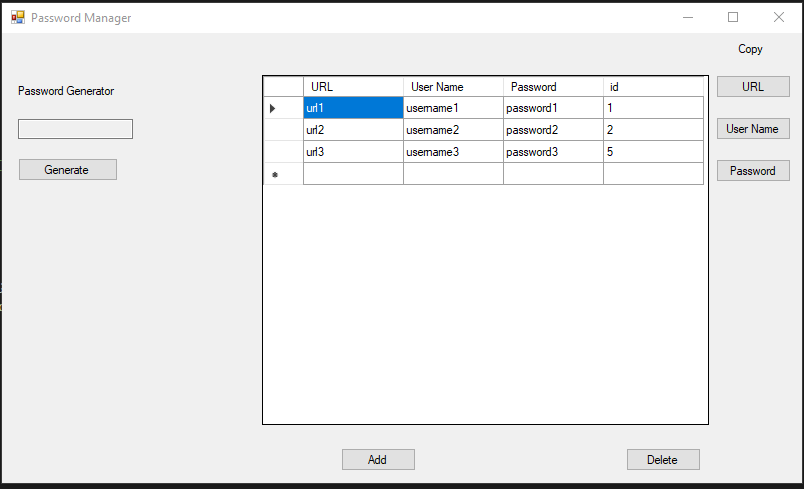 Password Manager
Copy
Password Generator
URL User Name Password id
url1 username1 password1 1
url2 username2 password2 2
url3 username3 password3 5
URL
User Name
Password
Generate
Add Delete